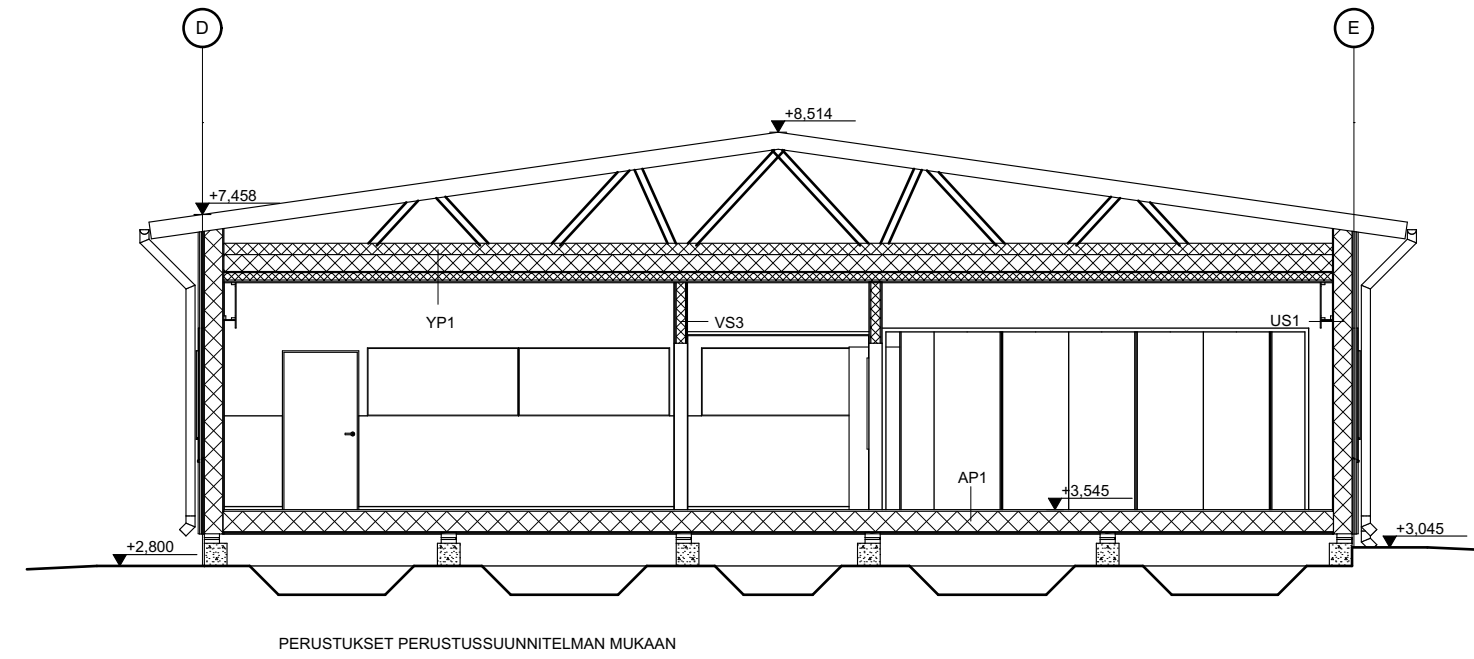 D
E
+8,514
+7,458
YP1
VS3
US1
AP1
+3,545
+2,800
+3,045
PERUSTUKSET PERUSTUSSUUNNITELMAN MUKAAN